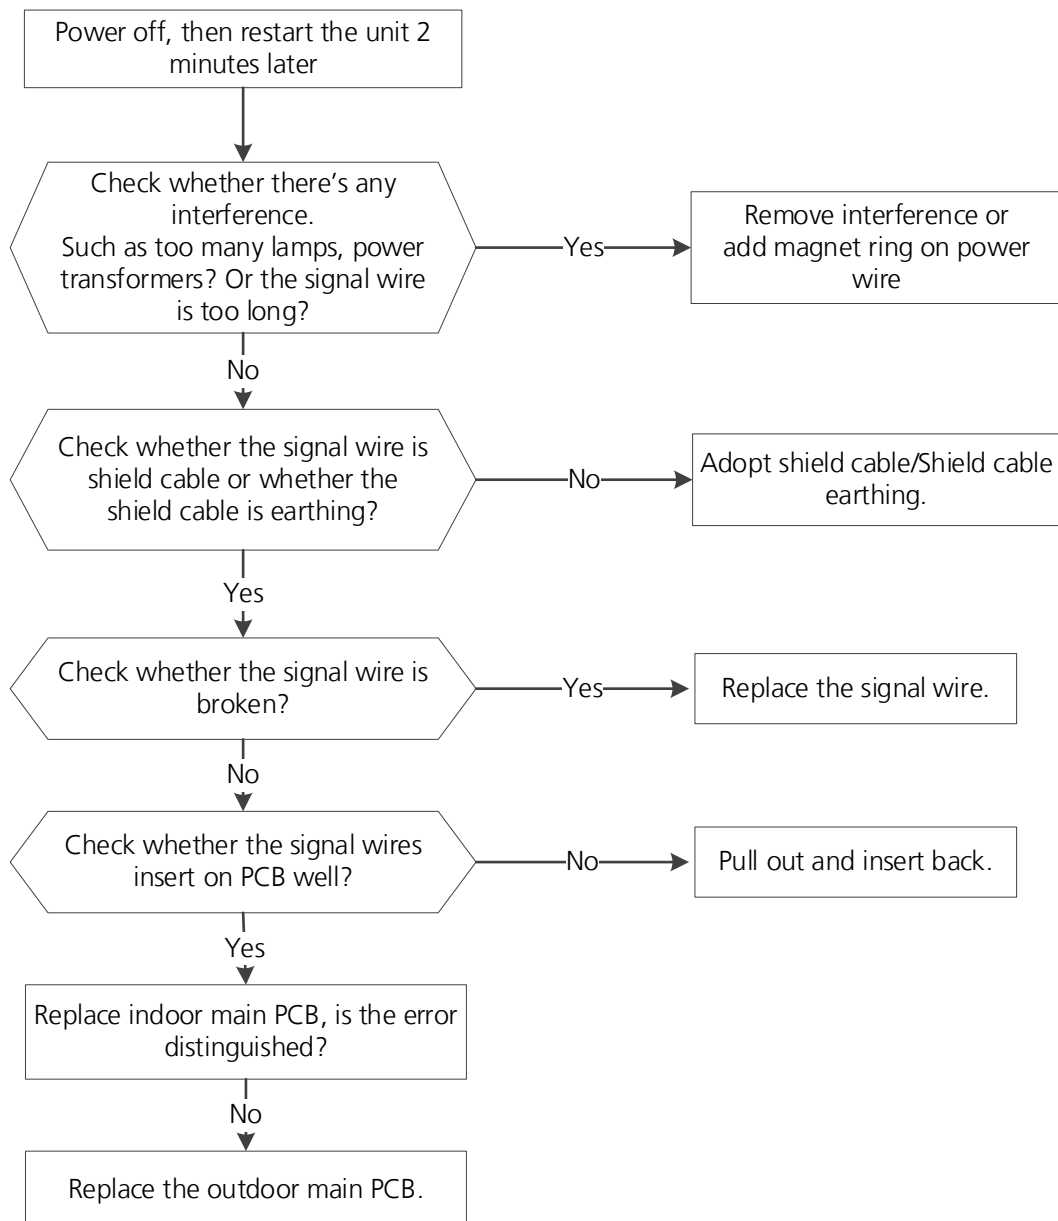 Power off, then restart the unit 2
minutes later
Check whether there's any
interference.
Such as too many lamps, power
transformers? Or the signal wire
is too long?
Yes
Remove interference or
add magnet ring on power
wire
No
Check whether the signal wire is
shield cable or whether the
shield cable is earthing?
No
Adopt shield cable/Shield cable
earthing.
Yes
Check whether the signal wire is
broken?
Yes
Replace the signal wire.
No
Check whether the signal wires
insert on PCB well?
No
Pull out and insert back.
Yes
Replace indoor main PCB, is the error
distinguished?
No
Replace the outdoor main PCB.